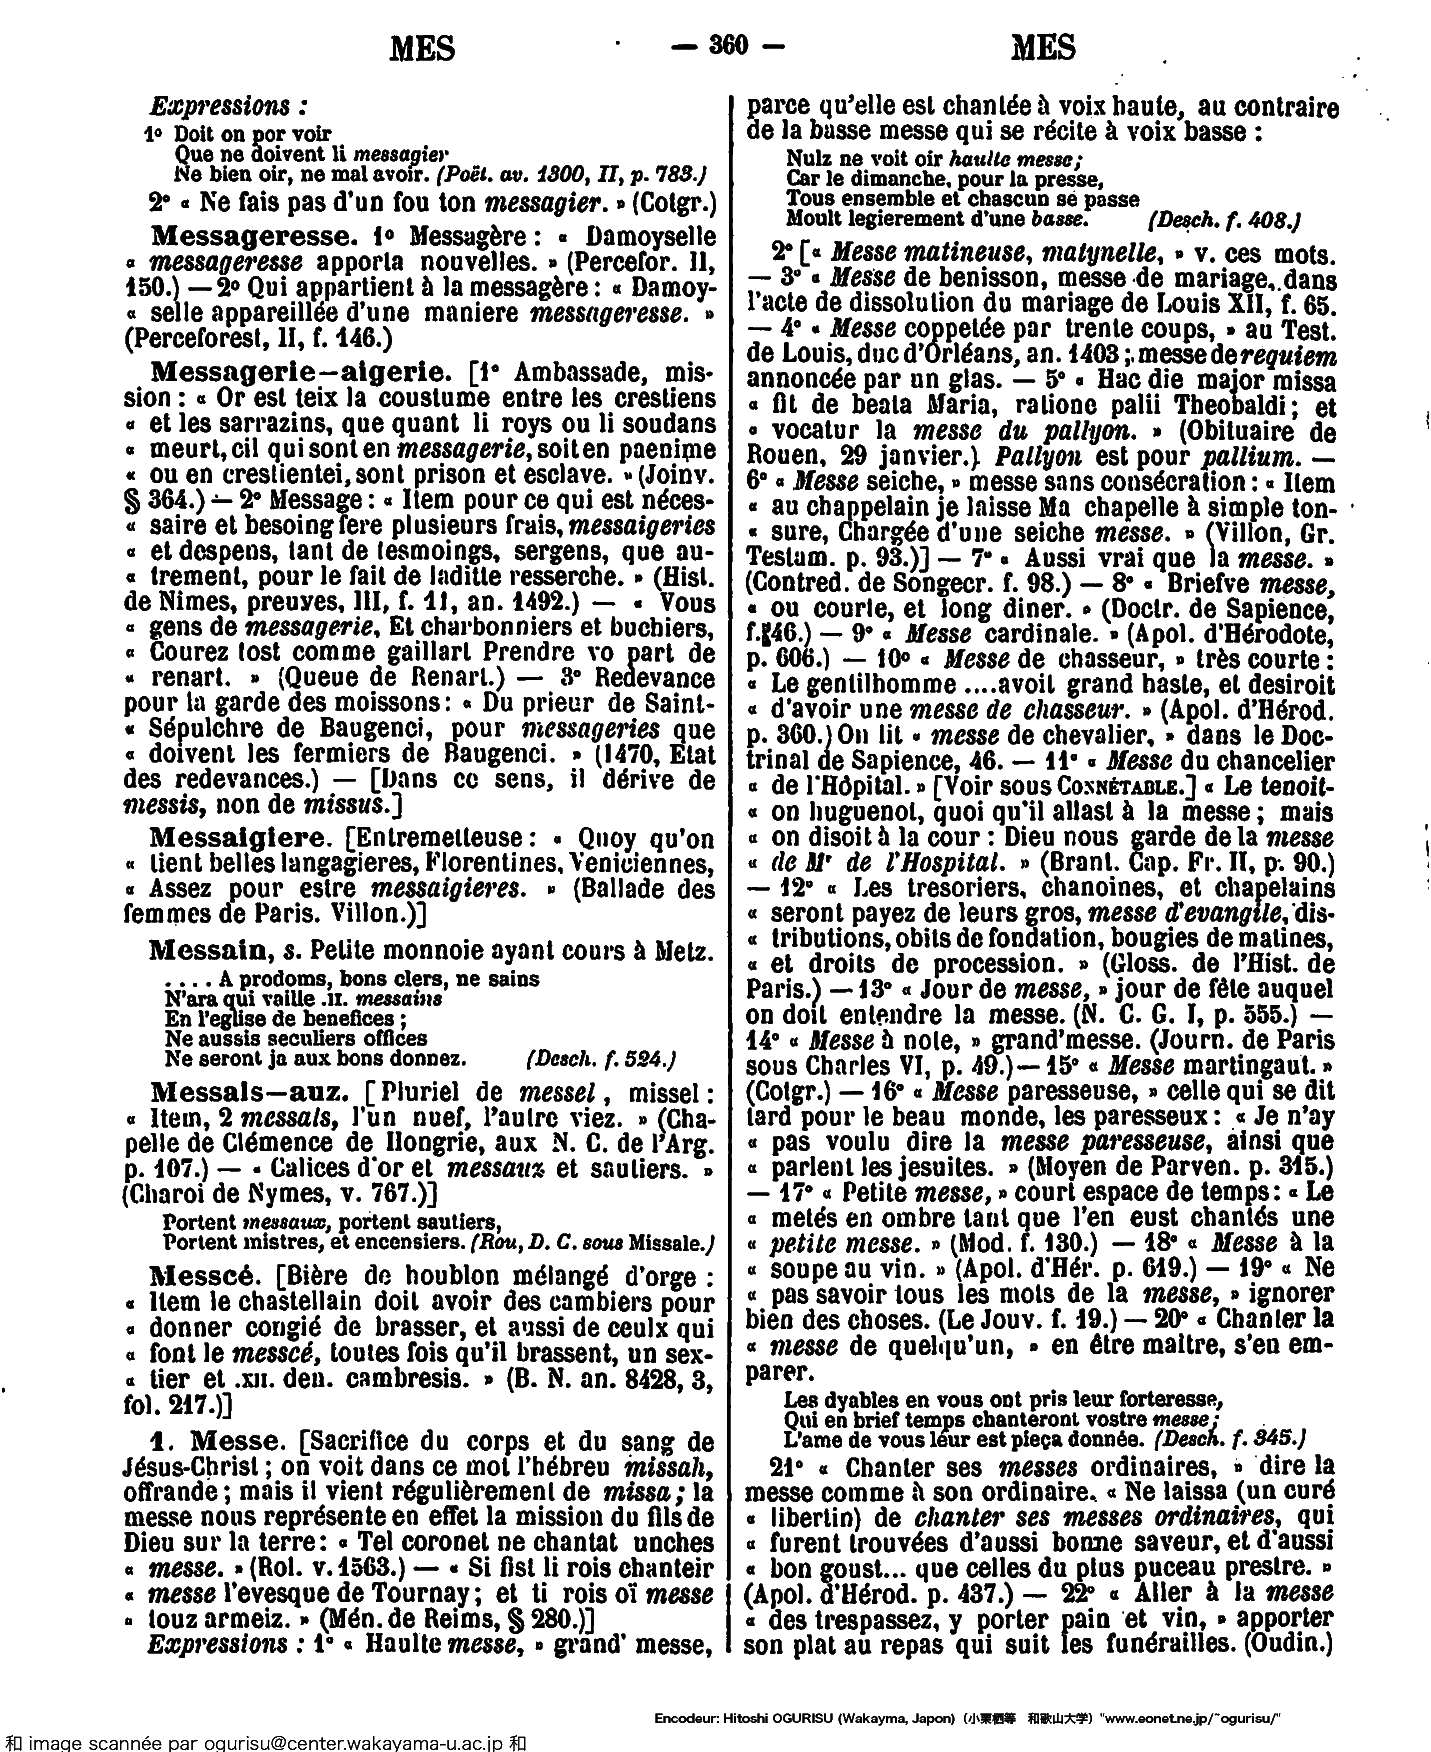 MES — 360 — MES
Expressions :
1º Doit on por voir
Que ne doivent li messagier
Ne bien oir, ne mal avoir. (Poët. av. 1300, II, p. 783.)
2º « Ne fais pas d'un fou ton messagier. » (Cotgr.)
Messageresse. 1º Messagère : « Damoyselle
« messageresse apporta nouvelles. » (Percefor. II,
150.) — 2º Qui appartient à la messagère : « Damoy-
« selle appareillée d'une maniere messageresse. »
(Perceforest, II, f. 146.)
Messagerie-aigerie. [1º Ambassade, mis-
sion : « Or est teix la coustume entre les crestiens
« et les sarrazins, que quant li roys ou li soudans
« meurt, cil qui sont en messagerie, soit en paenime
« ou en crestientei, sont prison et esclave. » (Joinv.
§ 364.) — 2º Message : « Item pour ce qui est néces-
« saire et besoing fere plusieurs frais, messaigeries
« et despens, tant de tesmoings, sergens, que au-
« trement, pour le fait de laditte resserche. » (Hist.
de Nimes, preuves, III, f. 11, an. 1492.) — « Vous
« gens de messagerie, Et charbonniers et buchiers,
« Courez tost comme gaillart Prendre vo part de
« renart. » (Queue de Renart.) — 3º Redevance
pour la garde des moissons : « Du prieur de Saint-
« Sépulchre de Baugenci, pour messageries que
« doivent les fermiers de Baugenci. » (1470, Etat
des redevances.) — [Dans ce sens, il dérive de
messis, non de missus.]
Messaigiere. [Entremetteuse : « Quoy qu'on
« tient belles langagieres, Florentines, Veniciennes,
« Assez pour estre messaigieres. » (Ballade des
femmes de Paris. Villon.)]
Messain, s. Petite monnoie ayant cours à Metz.
.... A prodoms, bons clers, ne sains
N'ara qui vaille .II. messains
En l'eglise de benefices ;
Ne aussis seculiers offices
Ne seront ja aux bons donnez. (Desch. f. 524.)
Messals-auz. [Pluriel de messel, missel :
« Item, 2 messals, l'un nuef, l'autre viez. » (Cha-
pelle de Clémence de Hongrie, aux N. C. de l'Arg.
p. 107.) — « Calices d'or et messaux et sautiers. »
(Charoi de Nymes, v. 767.)]
Portent messaux, portent sautiers,
Portent mistres, et encensiers. (Rou, D. C. sous Missale.)
Messcé. [Bière de houblon mélangé d'orge :
« Item le chastellain doit avoir des cambiers pour
« donner congié de brasser, et aussi de ceulx qui
« font le messcé, toutes fois qu'il brassent, un sex-
« tier et .XII. den. cambresis. » (B. N. an. 8428, 3,
fol. 217.)]
1. Messe. [Sacrifice du corps et du sang de
Jésus-Christ ; on voit dans ce mot l'hébreu missah,
offrande ; mais il vient régulièrement de missa ; la
messe nous représente en effet la mission du fils de
Dieu sur la terre : « Tel coronet ne chantat unches
« messe. » (Rol. v. 1563.) — « Si fist li rois chanteir
« messe l'evesque de Tournay ; et ti rois oï messe
« touz armeiz. » (Mén. de Reims, § 280.)]
Expressions : 1º « Haulte messe, » grand' messe,
parce qu'elle est chantée à voix haute, au contraire
de la basse messe qui se récite à voix basse :
Nulz ne voit oir haulte messe ;
Car le dimanche, pour la presse,
Tous ensemble et chascun se passe
Moult legierement d'une basse. (Desch. f. 408.)
2º [« Messe matineuse, matynelle, » v. ces mots.
— 3º « Messe de benisson, messe de mariage, dans
l'acte de dissolution du mariage de Louis XII, f. 65.
— 4º « Messe coppetée par trente coups, » au Test.
de Louis, duc d'Orléans, an. 1403 ; messe de requiem
annoncée par un glas. — 5º « Hac die major missa
« fit de beata Maria, ratione palii Theobaldi ; et
« vocatur la messe du pallyon. » (Obituaire de
Rouen, 29 janvier.) Pallyon est pour pallium. —
6º « Messe seiche, » messe sans consécration : « Item
« au chappelain je laisse Ma chapelle à simple ton-
« sure, Chargée d'une seiche messe. » (Villon, Gr.
Testam. p. 93.)] — 7º « Aussi vrai que la messe. »
(Contred. de Songecr. f. 98.) — 8º « Briefve messe,
« ou courte, et long diner. » (Doctr. de Sapience,
f. 46.) — 9º « Messe cardinale. » (Apol. d'Hérodote,
p. 606.) — 10º « Messe de chasseur, » très courte :
« Le gentilhomme ....avoit grand haste, et desiroit
« d'avoir une messe de chasseur. » (Apol. d'Hérod.
p. 360.) On lit « messe de chevalier, » dans le Doc-
trinal de Sapience, 46. — 11º « Messe du chancelier
« de l'Hôpital. » [Voir sous CONNÉTABLE.] « Le tenoit-
« on huguenot, quoi qu'il allast à la messe ; mais
« on disoit à la cour : Dieu nous garde de la messe
« de Mr de l'Hospital. » (Brant. Cap. Fr. II, p. 90.)
— 12º « Les tresoriers, chanoines, et chapelains
« seront payez de leurs gros, messe d'evangile, dis-
« tributions, obits de fondation, bougies de matines,
« et droits de procession. » (Gloss. de l'Hist. de
Paris.) — 13º « Jour de messe, » jour de fête auquel
on doit entendre la messe. (N. C. G. I, p. 555.) —
14º « Messe à note, » grand'messe. (Journ. de Paris
sous Charles VI, p. 49.) — 15º « Messe martingaut. »
(Cotgr.) — 16º « Messe paresseuse, » celle qui se dit
tard pour le beau monde, les paresseux : « Je n'ay
« pas voulu dire la messe paresseuse, ainsi que
« parlent les jesuites. » (Moyen de Parven. p. 315.)
— 17º « Petite messe, » court espace de temps : « Le
« metés en ombre tant que l'en eust chantés une
« petite messe. » (Mod. f. 130.) — 18º « Messe à la
« soupe au vin. » (Apol. d'Hér. p. 619.) — 19º « Ne
« pas savoir tous les mots de la messe, » ignorer
bien des choses. (Le Jouv. f. 19.) — 20º « Chanter la
« messe de quelqu'un, » en être maître, s'en em-
parer.
Les dyables en vous ont pris leur forteresse,
Qui en brief temps chanteront vostre messe ;
L'ame de vous leur est pieça donnée. (Desch. f. 345.)
21º « Chanter ses messes ordinaires, » dire la
messe comme à son ordinaire. « Ne laissa (un curé
« libertin) de chanter ses messes ordinaires, qui
« furent trouvées d'aussi bonne saveur, et d'aussi
« bon goust... que celles du plus puceau prestre. »
(Apol. d'Hérod. p. 437.) — 22º « Aller à la messe
« des trespassez, y porter pain et vin, » apporter
son plat au repas qui suit les funérailles. (Oudin.)
Encodeur: Hitoshi OGURISU (Wakayma, Japon) (小栗栖等 和歌山大学) "www.eonet.ne.jp/~ogurisu/"
和 image scannée par ogurisu@center.wakayama-u.ac.jp 和